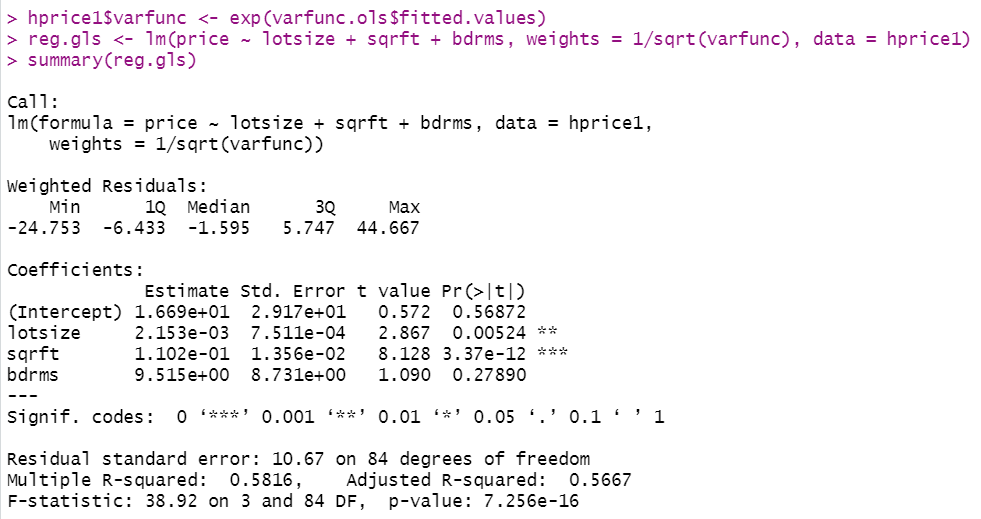 > hprice1$varfunc <- exp(varfunc.ols$fitted.values)
> reg.gls <- lm(price ~ lotsize + sqrft + bdrms, weights = 1/sqrt(varfunc), data = hprice1)
> summary(reg.gls)
Call:
lm(formula = price ~ lotsize + sqrft + bdrms, data = hprice1,
    weights = 1/sqrt(varfunc))
Weighted Residuals:
    Min      1Q  Median      3Q     Max
-24.753  -6.433  -1.595   5.747  44.667
Coefficients:
             Estimate Std. Error t value Pr(>|t|)
(Intercept) 1.669e+01  2.917e+01   0.572  0.56872
lotsize     2.153e-03  7.511e-04   2.867  0.00524 **
sqrft       1.102e-01  1.356e-02   8.128 3.37e-12 ***
bdrms       9.515e+00  8.731e+00   1.090  0.27890
---
Signif. codes:  0 ‘***’ 0.001 ‘**’ 0.01 ‘*’ 0.05 ‘.’ 0.1 ‘ ’ 1
Residual standard error: 10.67 on 84 degrees of freedom
Multiple R-squared:  0.5816,    Adjusted R-squared:  0.5667
F-statistic: 38.92 on 3 and 84 DF,  p-value: 7.256e-16